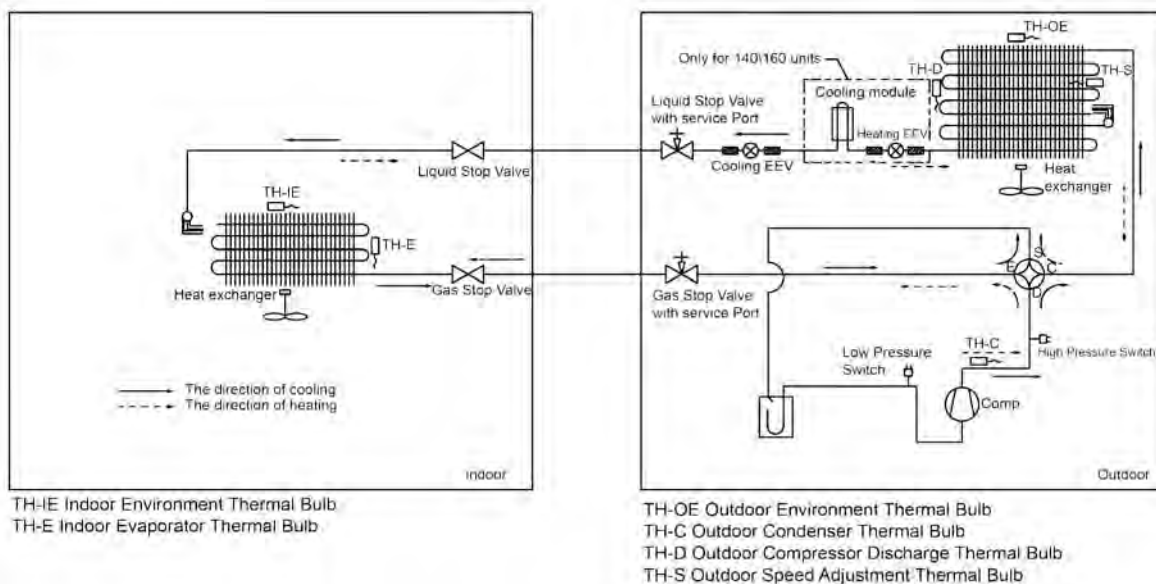 TH-OE
Only for 140\160 units
TH-D
TH-S
Cooling module
Liquid Stop Valve
with service Port
Heating EEV
Cooling EEV
Liquid Stop Valve
Heat
exchanger
TH-IE
TH-E
S
E
C
D
Heat exchanger
Gas Stop Valve
Gas Stop Valve
with service Port
TH-C
High Pressure Switch
Low Pressure
Switch
The direction of cooling
The direction of heating
Comp
Indoor
Outdoor
TH-IE Indoor Environment Thermal Bulb
TH-E Indoor Evaporator Thermal Bulb
TH-OE Outdoor Environment Thermal Bulb
TH-C Outdoor Condenser Thermal Bulb
TH-D Outdoor Compressor Discharge Thermal Bulb
TH-S Outdoor Speed Adjustment Thermal Bulb